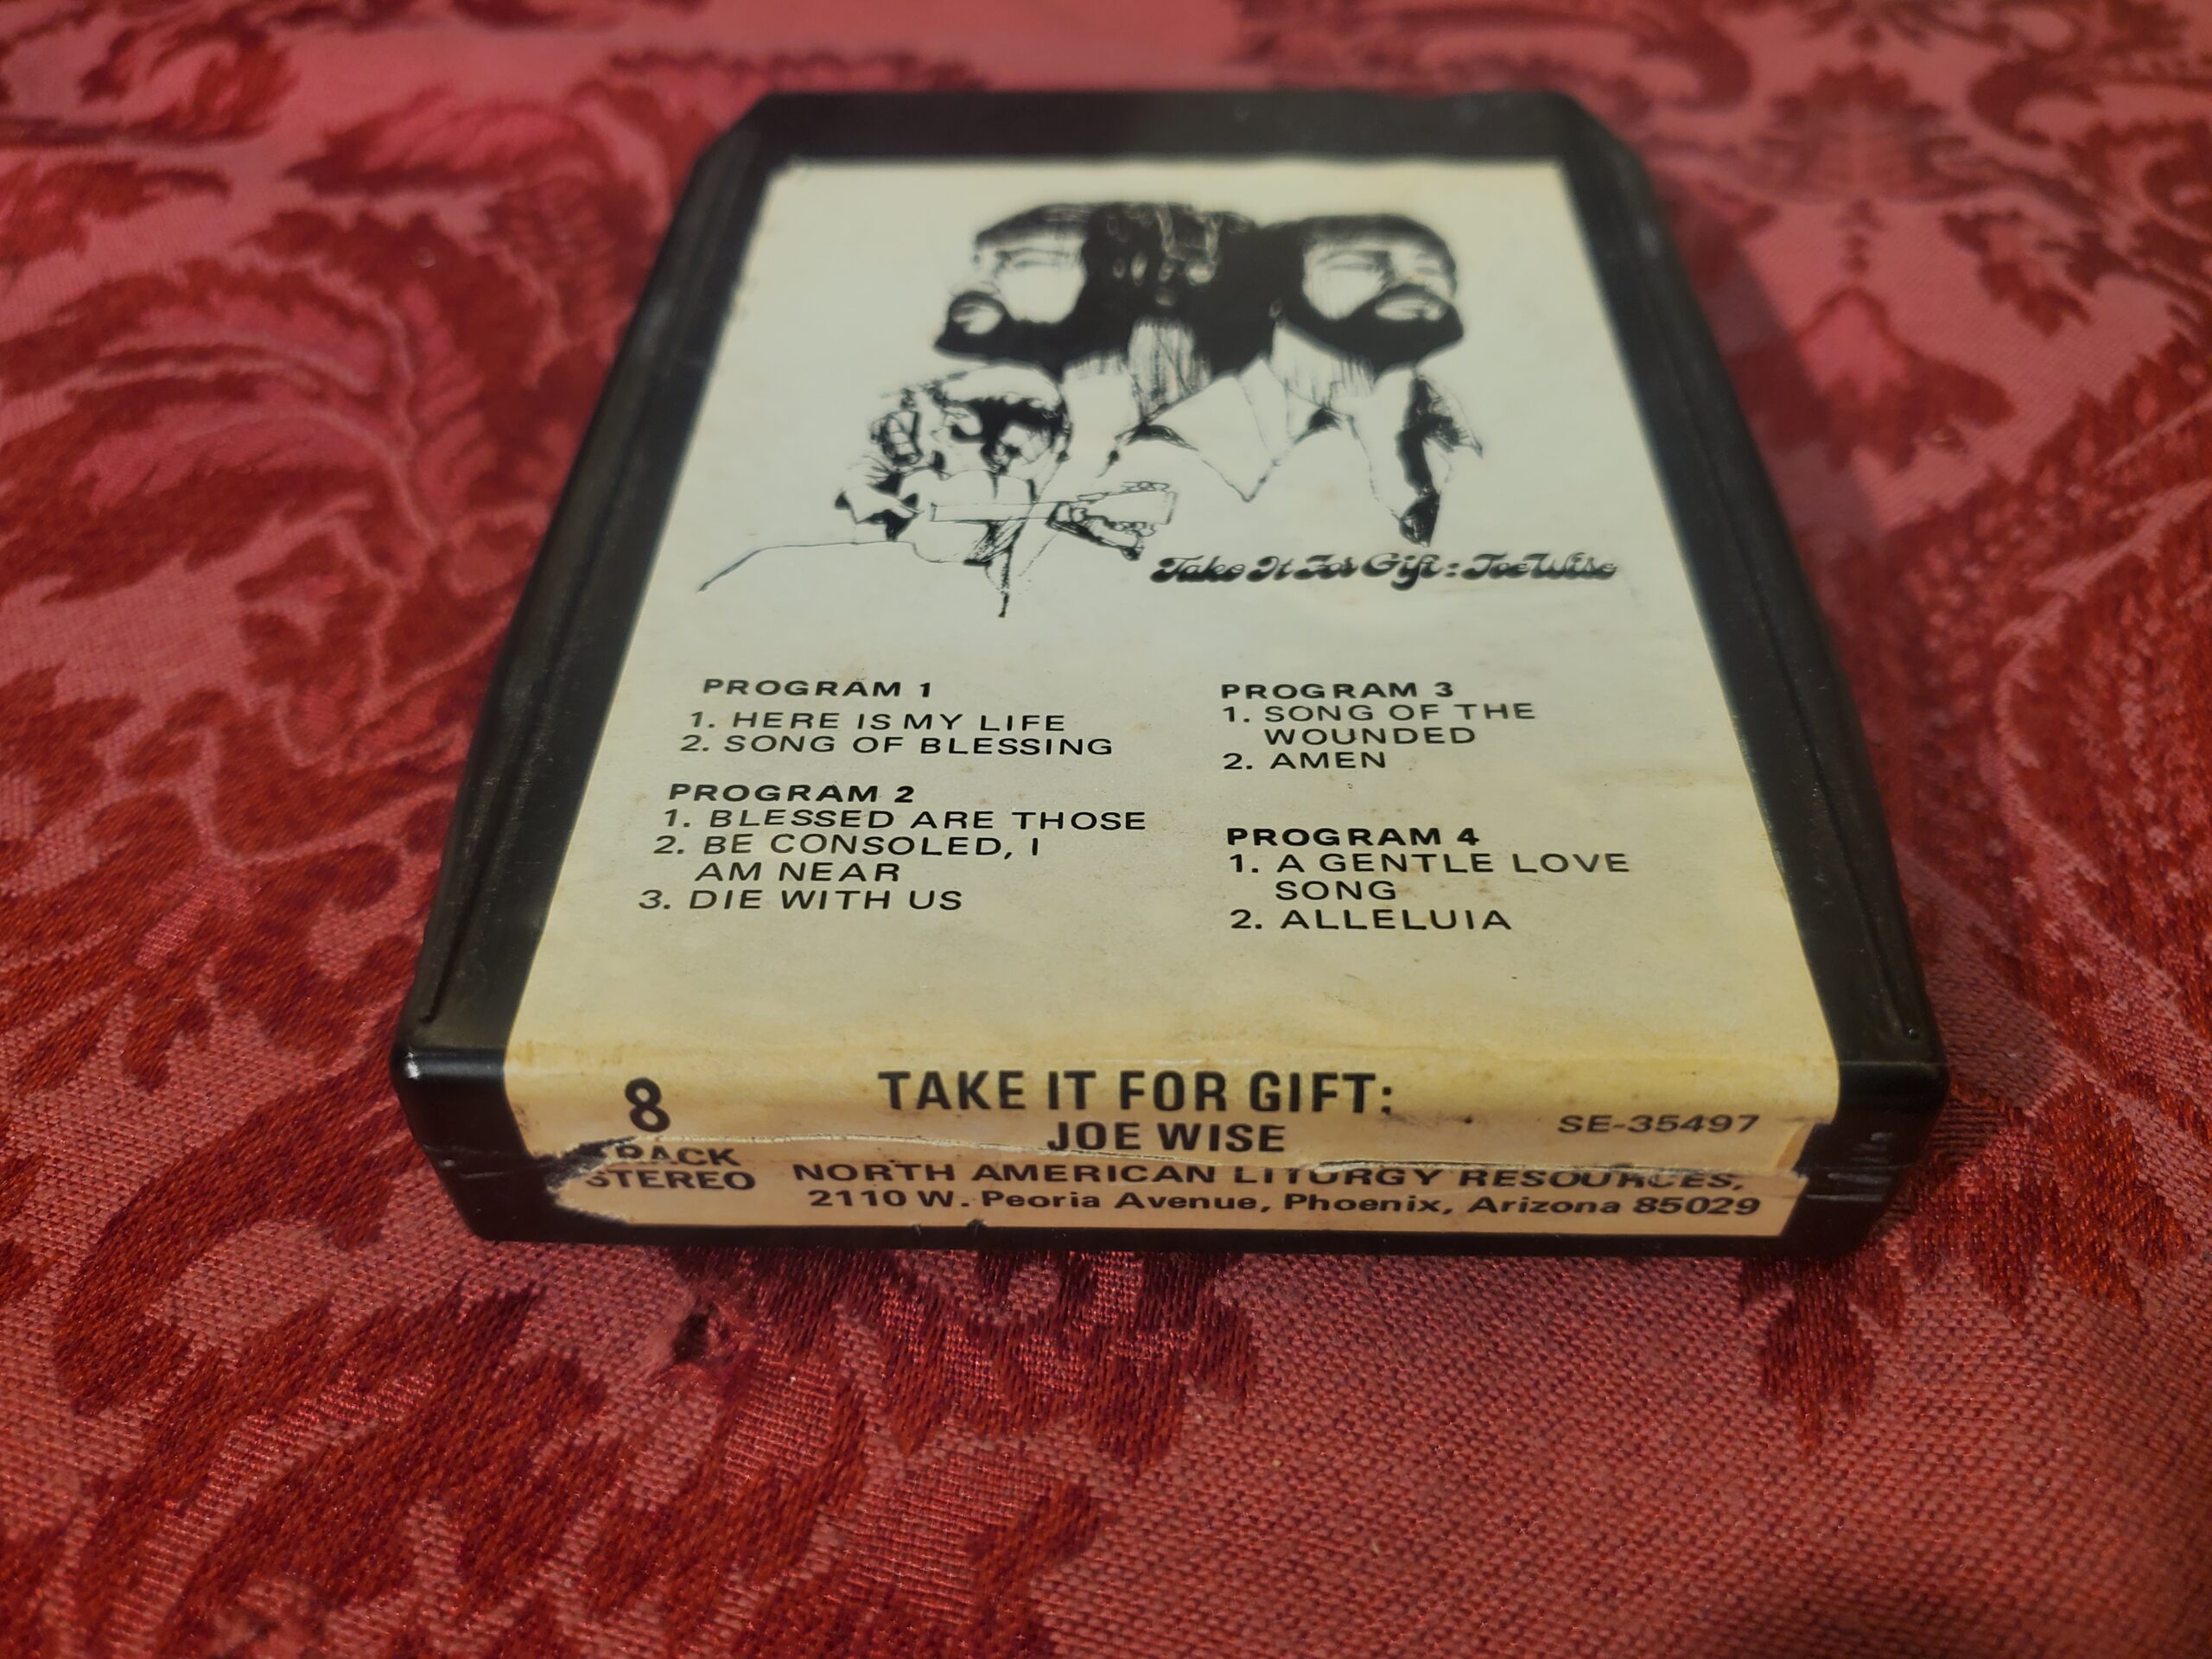 Take It For Gift: Joe Wise
PROGRAM 1
1. HERE IS MY LIFE
2. SONG OF BLESSING
PROGRAM 2
1. BLESSED ARE THOSE
2. BE CONSOLED, I
AM NEAR
3. DIE WITH US
PROGRAM 3
1. SONG OF THE
WOUNDED
2. AMEN
PROGRAM 4
1. A GENTLE LOVE
SONG
2. ALLELUIA
8
TRACK
STEREO
TAKE IT FOR GIFT:
JOE WISE
NORTH AMERICAN LITURGY RESOURCES,
2110 W. Peoria Avenue, Phoenix, Arizona 85029
SE-35497